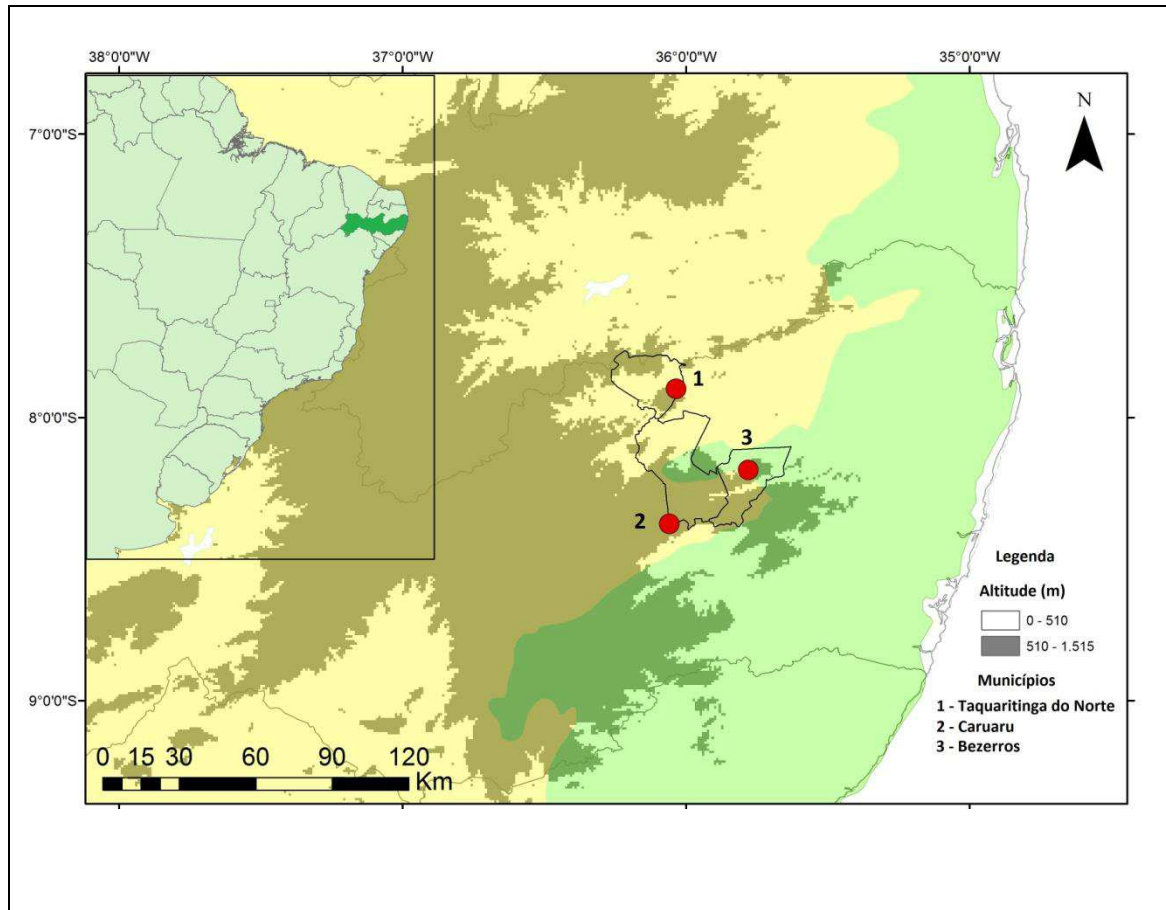 38°0'0"W 37°0'0"W 36°0'0"W 35°0'0"W
N
7°0'0"S
1
8°0'0"S
3
2
Legenda
Altitude (m)
0 - 510
510 - 1.515
Municípios
9°0'0"S
1 - Taquaritinga do Norte
2 - Caruaru
3 - Bezerros
0 15 30 60 90 120
Km